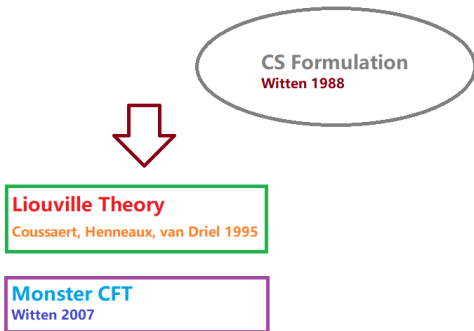 CS Formulation
Witten 1988
Liouville Theory
Coussaert, Henneaux, van Driel 1995
Monster CFT
Witten 2007